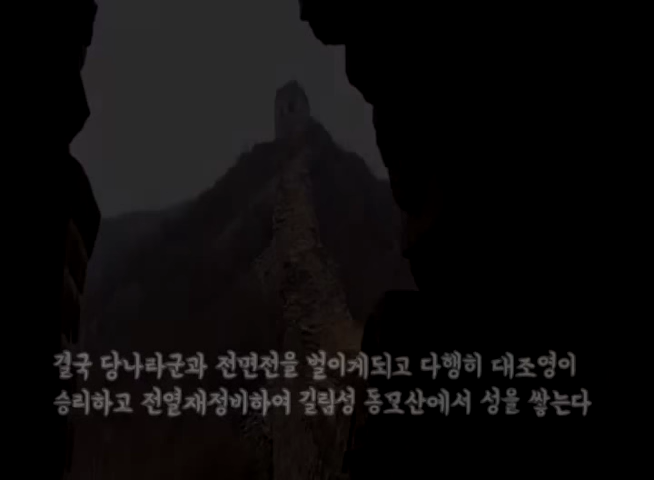 결국 당나라군과 전면전을 벌이게되고 다행히 대조영이
승리하고 전열재정비하여 길림성 동모산에서 성을 쌓는다